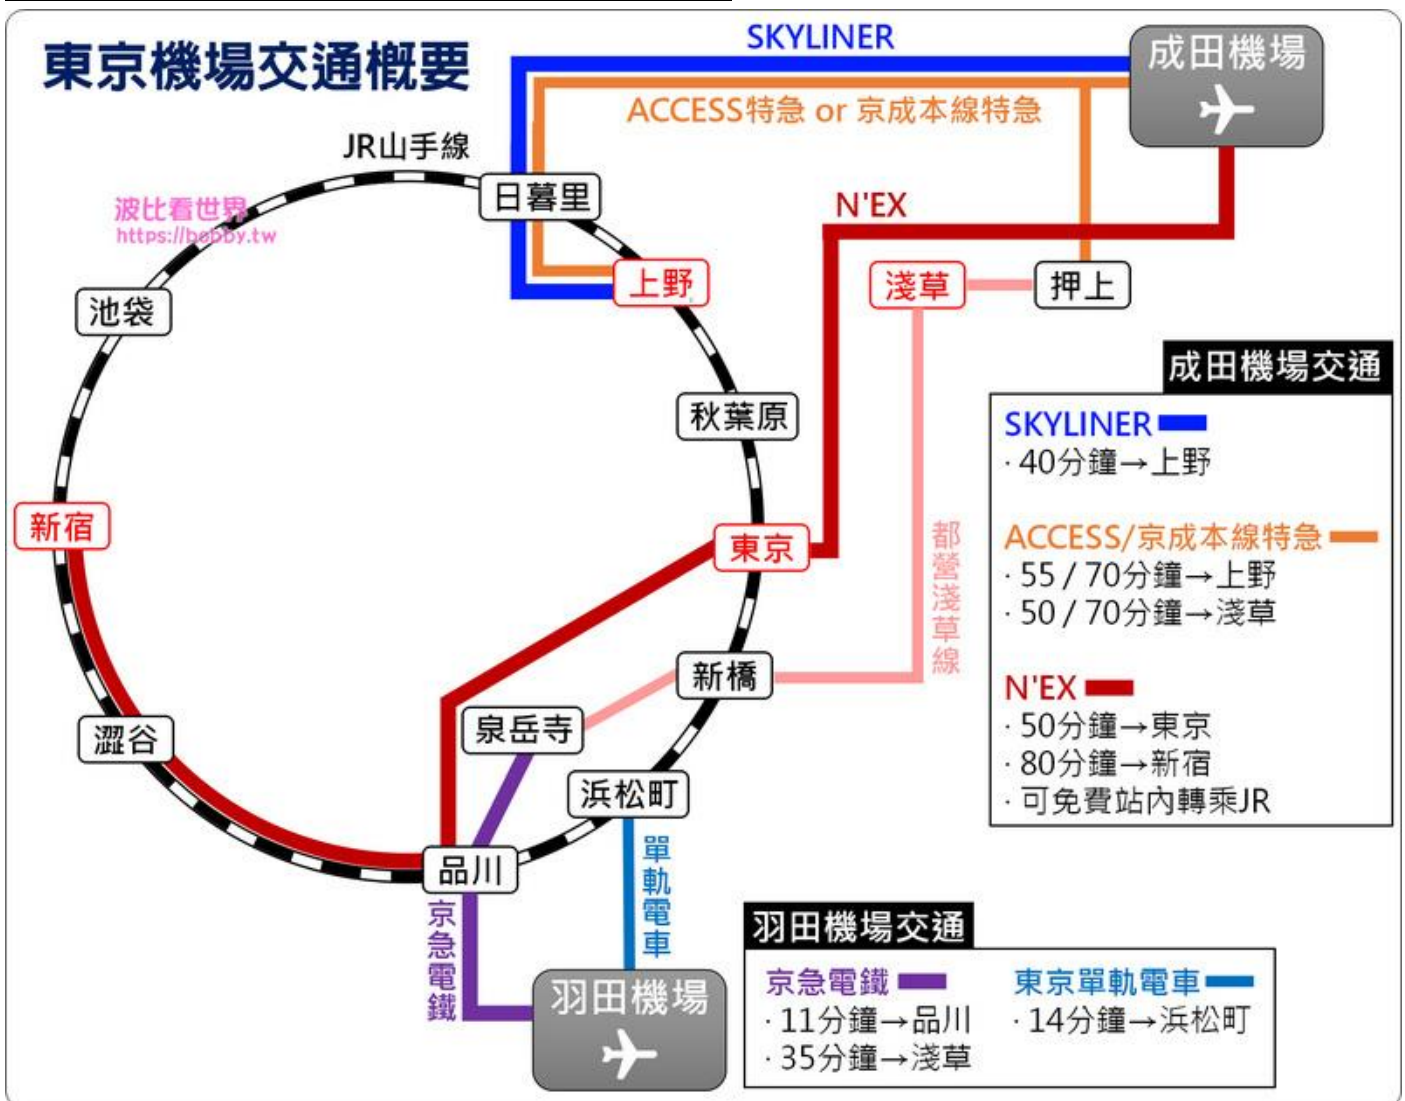 東京機場交通概要
SKYLINER
成田機場
ACCESS特急 or 京成本線特急
JR山手線
日暮里
波比看世界
https://bobby.tw
N'EX
上野
淺草
押上
池袋
成田機場交通
秋葉原
SKYLINER
·40分鐘→上野
新宿
東京
都營淺草線
ACCESS/京成本線特急
·55 / 70分鐘→上野
·50 / 70分鐘→淺草
新橋
N'EX
·50分鐘→東京
·80分鐘→新宿
·可免費站內轉乘JR
澀谷
泉岳寺
浜松町
品川
單軌電車
京急電鐵
羽田機場
羽田機場交通
京急電鐵
·11分鐘→品川
·35分鐘→淺草
東京單軌電車
·14分鐘→浜松町